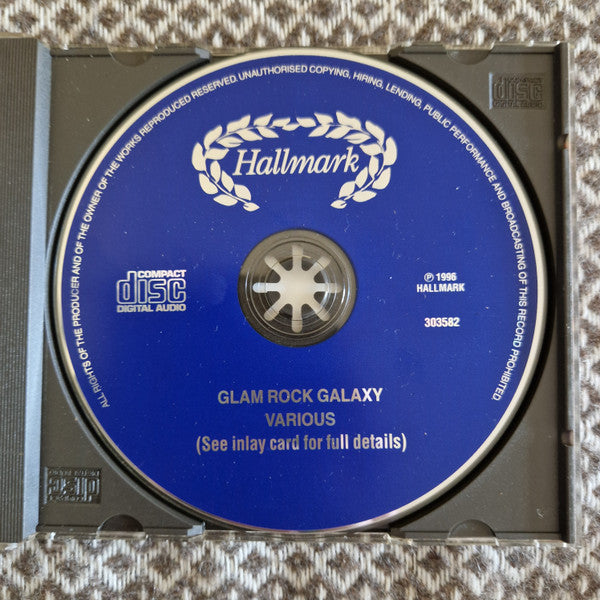 ALL RIGHTS OF THE PRODUCER AND OF THE OWNER OF THE WORKS REPRODUCED RESERVED. UNAUTHORISED COPYING, HIRING, LENDING, PUBLIC PERFORMANCE AND BROADCASTING OF THIS RECORD PROHIBITED.
Hallmark
COMPACT
disc
DIGITAL AUDIO
℗ 1996
HALLMARK
303582
GLAM ROCK GALAXY
VARIOUS
(See inlay card for full details)
COMPACT
disc